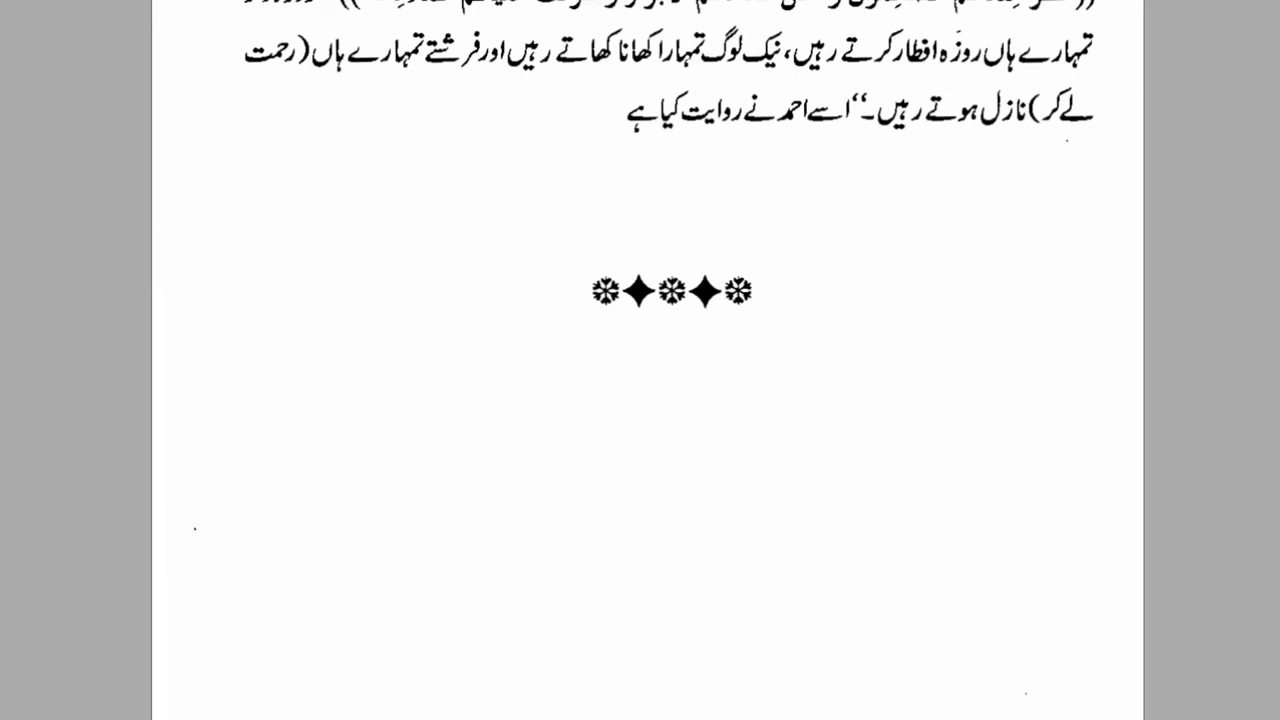 تمہارے ہاں روزہ افطار کرتے رہیں، نیک لوگ تمہارا کھانا کھاتے رہیں اور فرشتے تمہارے ہاں (رحمت
لے کر) نازل ہوتے رہیں۔‘‘ اسے احمد نے روایت کیا ہے